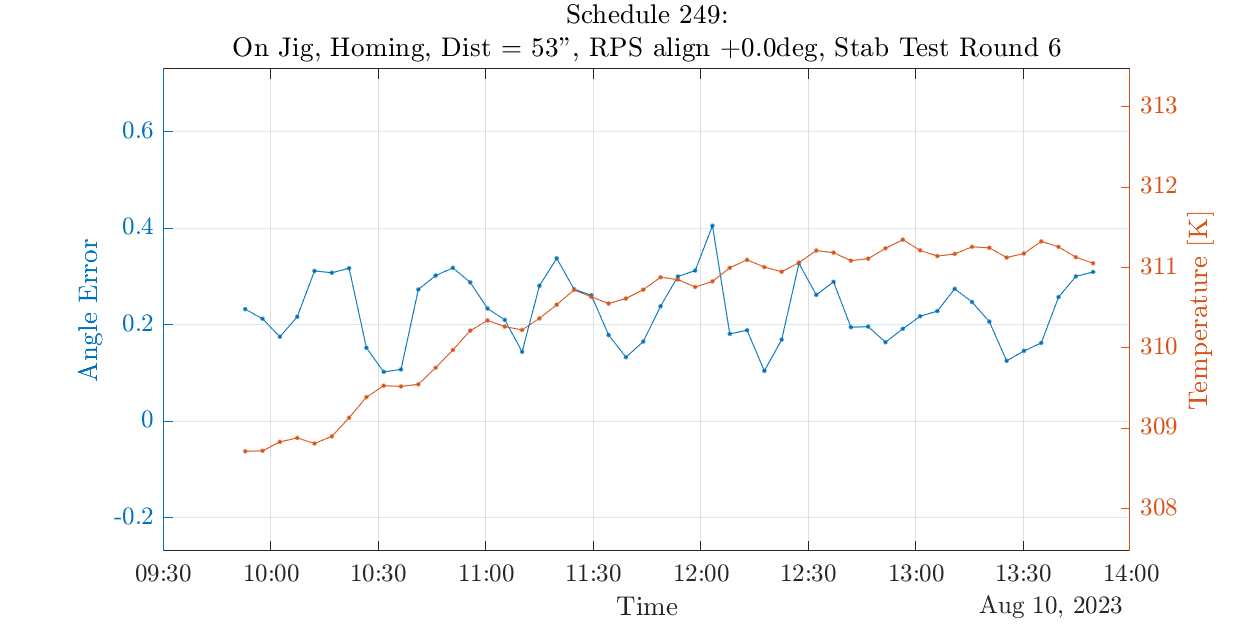 Schedule 249:
On Jig, Homing, Dist = 53", RPS align +0.0deg, Stab Test Round 6
Angle Error
0.6
0.4
0.2
0
-0.2
Temperature [K]
313
312
311
310
309
308
09:30 10:00 10:30 11:00 11:30 12:00 12:30 13:00 13:30 14:00
Time
Aug 10, 2023